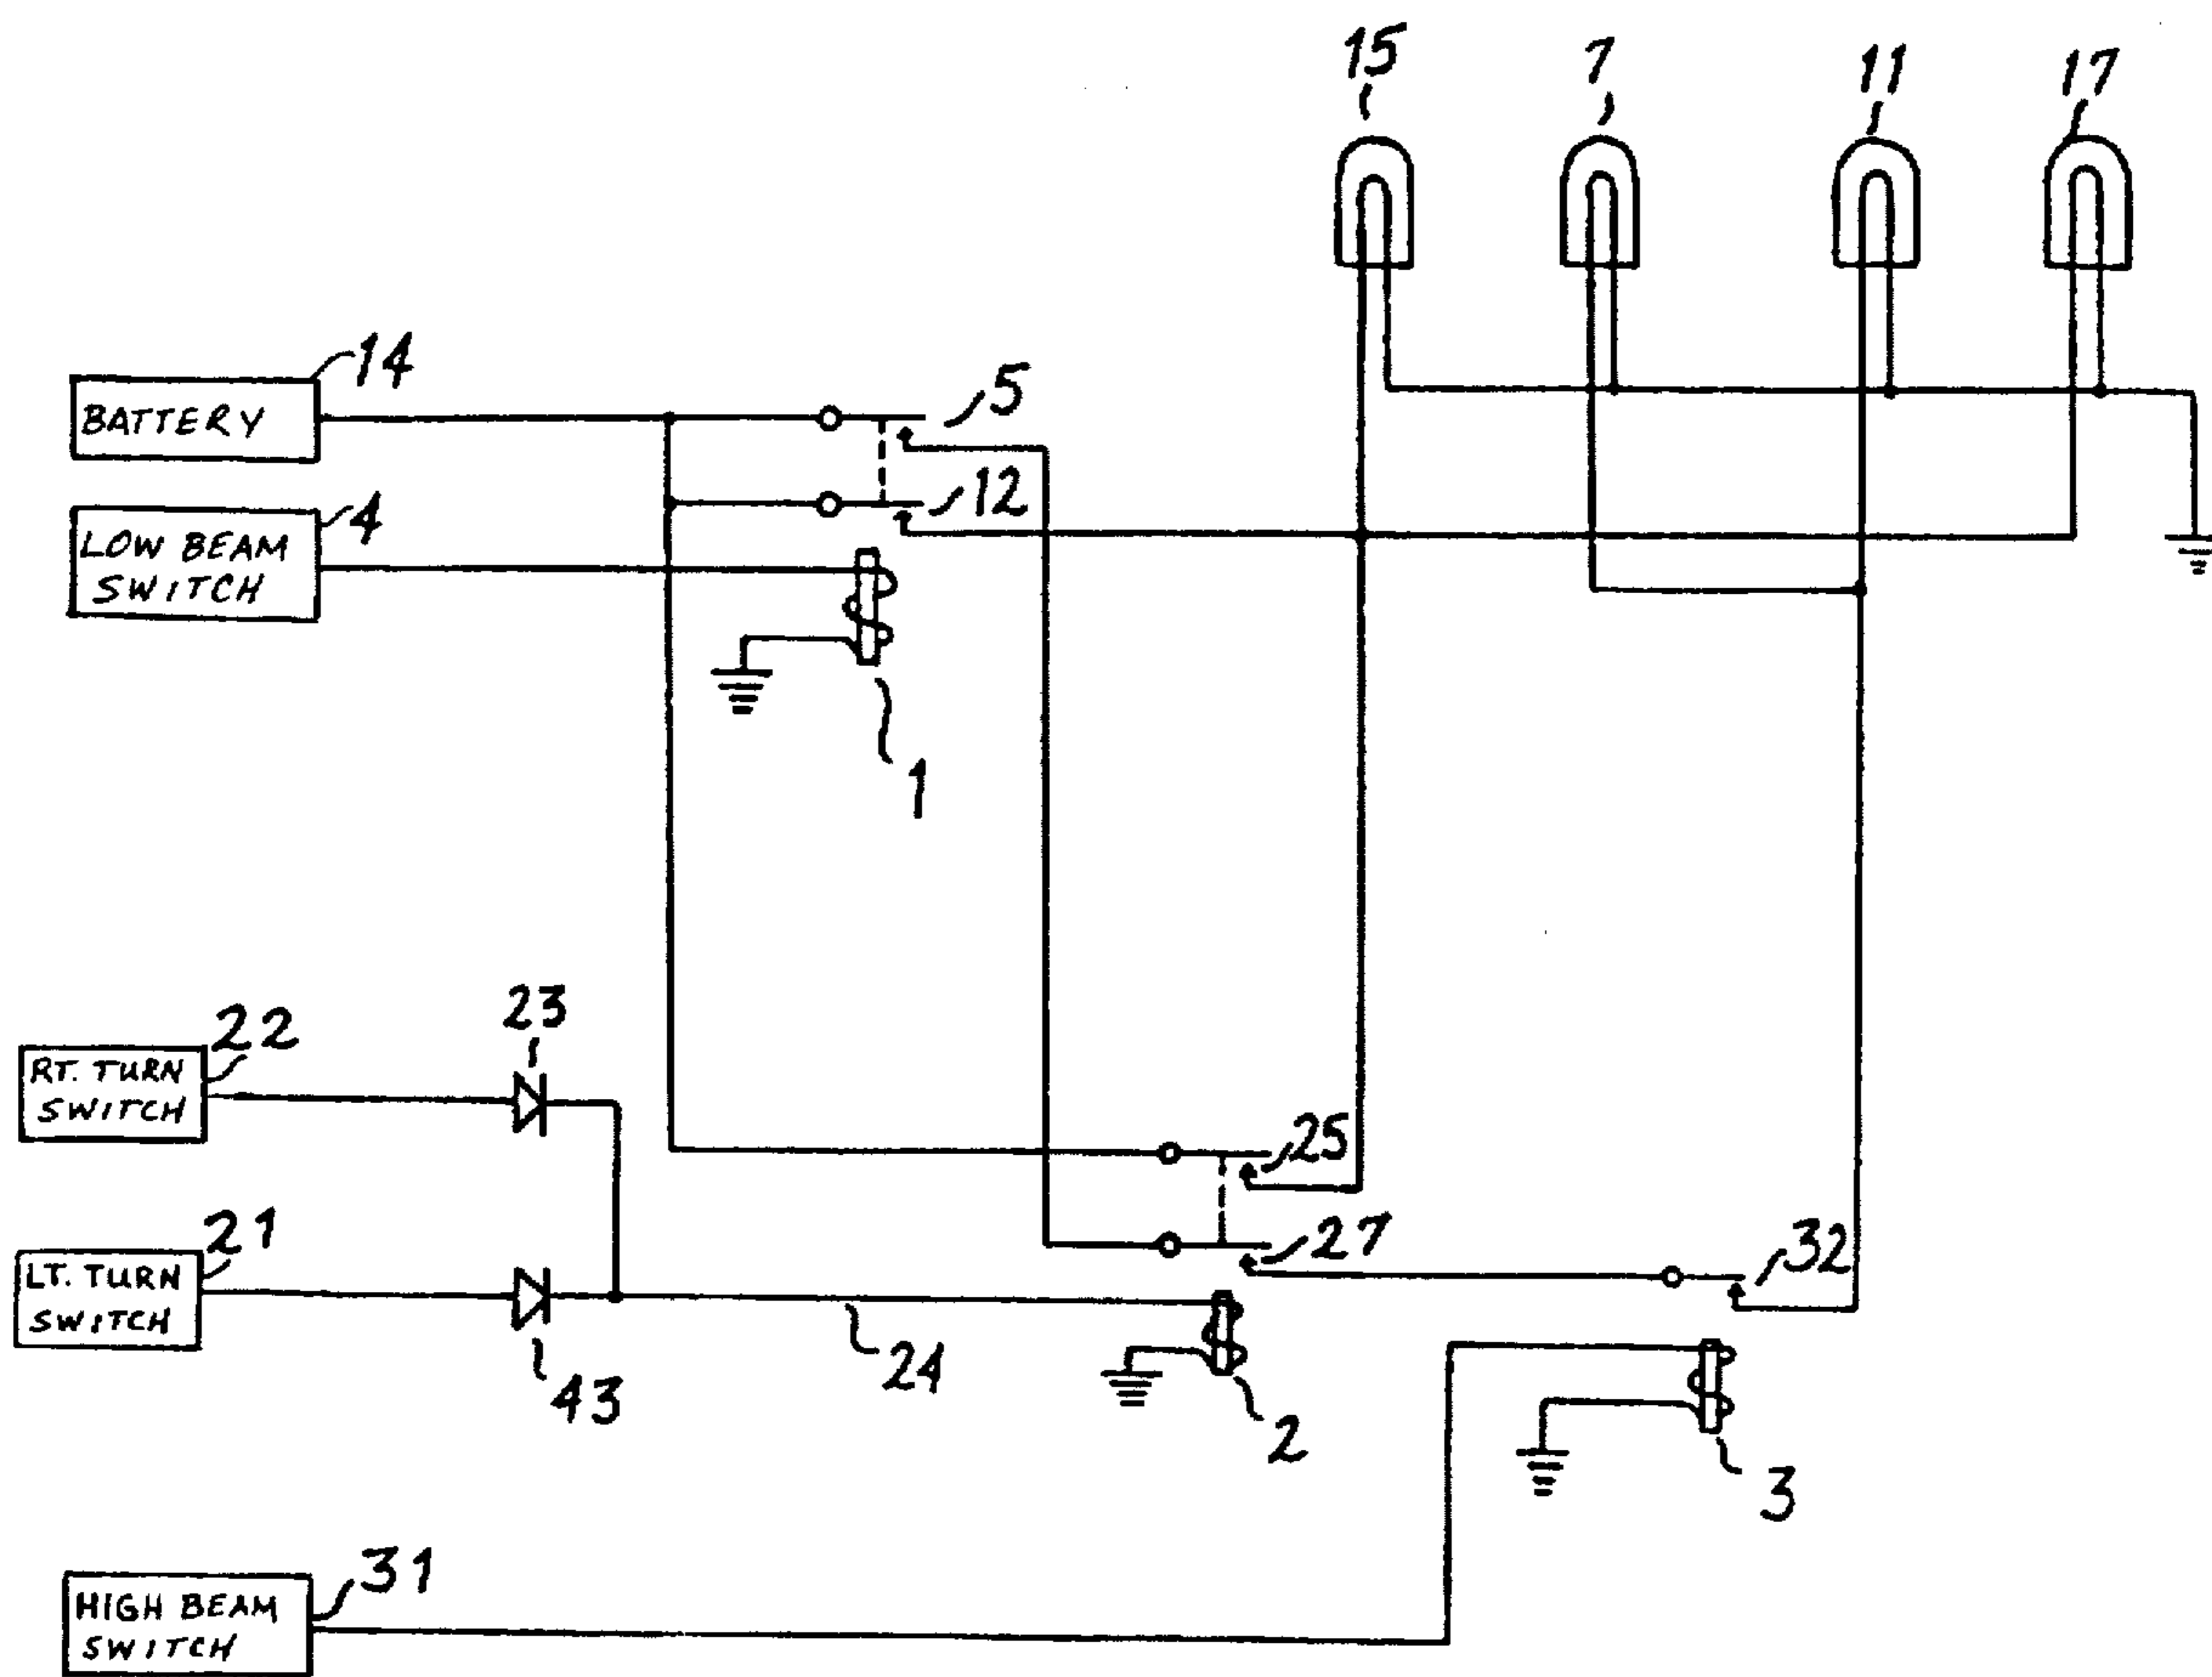 15
7
11
17
14
BATTERY
5
12
4
LOW BEAM
SWITCH
1
22
23
RT. TURN
SWITCH
25
21
27
32
LT. TURN
SWITCH
24
43
2
3
31
HIGH BEAM
SWITCH